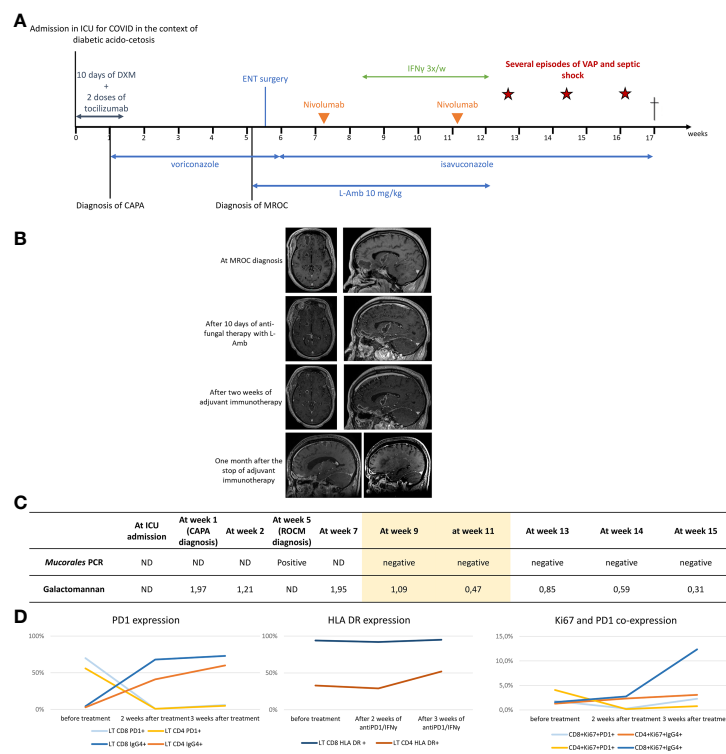 A
Admission in ICU for COVID in the context of
diabetic acido-cetosis
10 days of DXM
+
2 doses of
tocilizumab
ENT surgery
IFNγ 3x/w
Several episodes of VAP and septic
shock
Nivolumab
Nivolumab
0 1 2 3 4 5 6 7 8 9 10 11 12 13 14 15 16 17 weeks
voriconazole
isavuconazole
L-Amb 10 mg/kg
Diagnosis of CAPA
Diagnosis of MROC
B
At MROC diagnosis
After 10 days of anti-
fungal therapy with L-
Amb
After two weeks of
adjuvant immunotherapy
One month after the
stop of adjuvant
immunotherapy
C
At ICU admission At week 1 (CAPA diagnosis) At week 2 At week 5 (ROCM diagnosis) At week 7 At week 9 at week 11 At week 13 At week 14 At week 15
Mucorales PCR ND ND ND Positive ND negative negative negative negative negative
Galactomannan ND 1,97 1,21 ND 1,95 1,09 0,47 0,85 0,59 0,31
D
PD1 expression
100%
50%
0%
before treatment 2 weeks after treatment 3 weeks after treatment
LT CD8 PD1+ LT CD4 PD1+
LT CD8 IgG4+ LT CD4 IgG4+
HLA DR expression
100%
50%
0%
before treatment After 2 weeks of antiPD1/IFNy After 3 weeks of antiPD1/IFNy
LT CD8 HLA DR + LT CD4 HLA DR+
Ki67 and PD1 co-expression
15,0%
10,0%
5,0%
0,0%
before treatment 2 weeks after treatment 3 weeks after treatmen
CD8+Ki67+PD1+ CD4+Ki67+IgG4+
CD4+Ki67+PD1+ CD8+Ki67+IgG4+